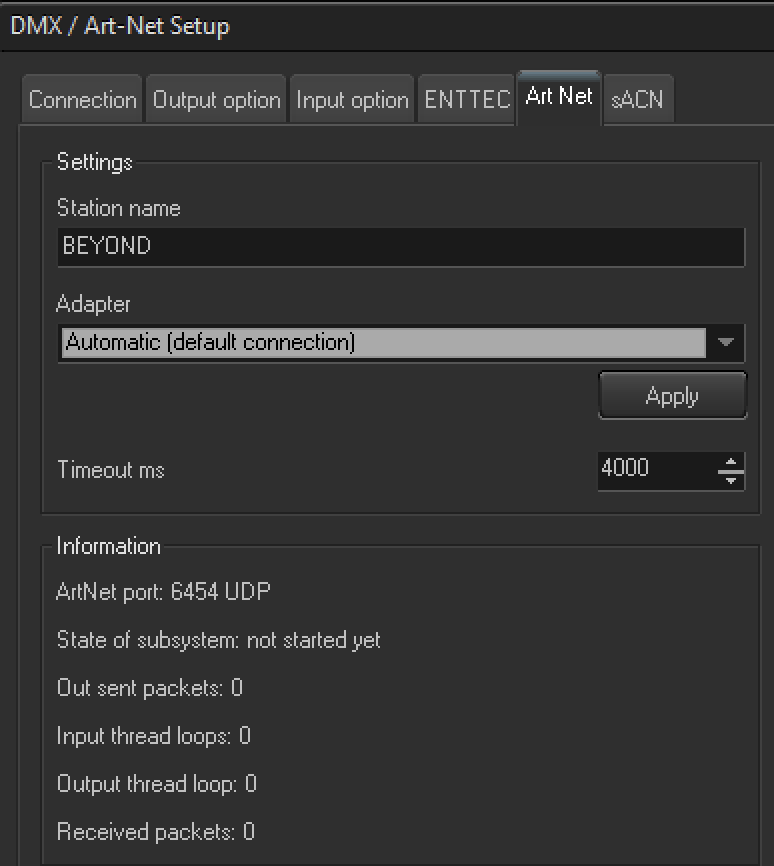 DMX / Art-Net Setup
Connection Output option Input option ENTTEC Art Net sACN
Settings
Station name
BEYOND
Adapter
Automatic (default connection)
Apply
Timeout ms 4000
Information
ArtNet port: 6454 UDP
State of subsystem: not started yet
Out sent packets: 0
Input thread loops: 0
Output thread loop: 0
Received packets: 0